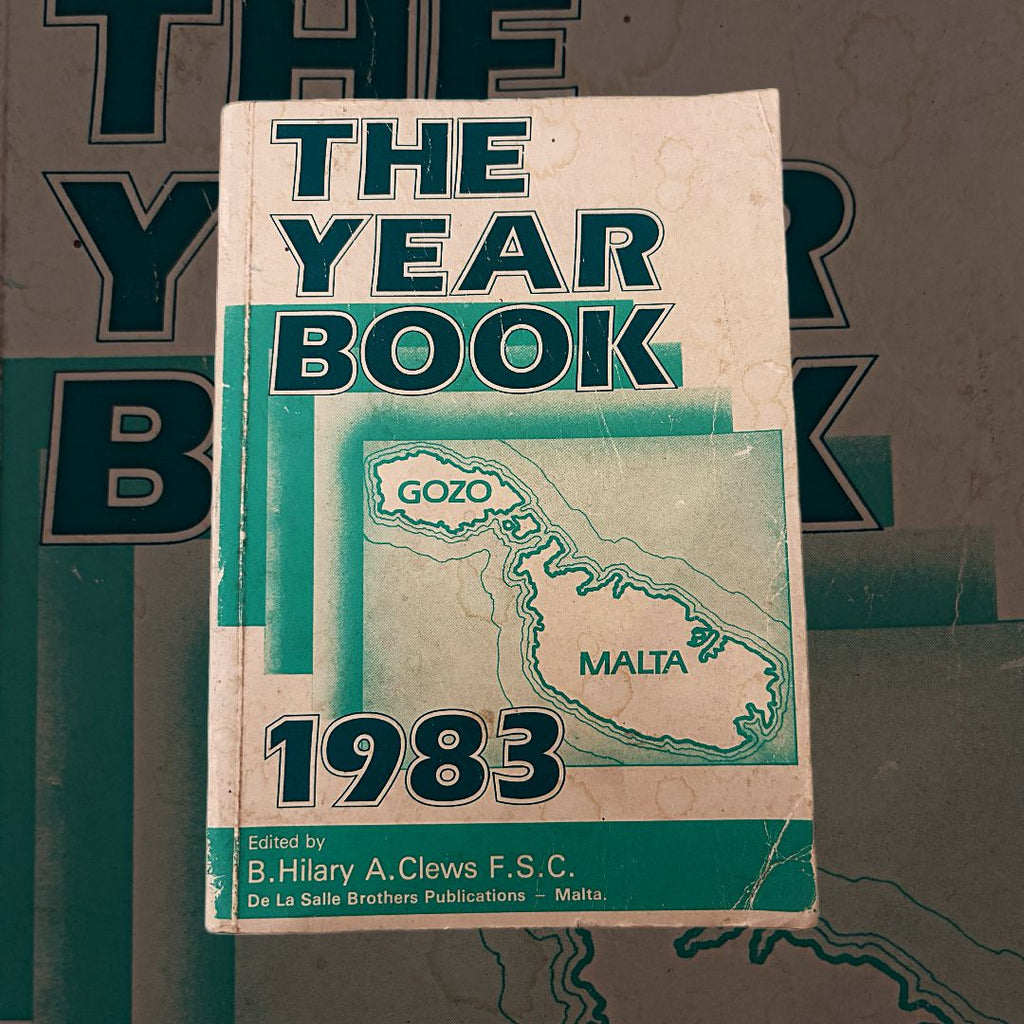 THE
YEAR
BOOK
GOZO
MALTA
1983
Edited by
B.Hilary A.Clews F.S.C.
De La Salle Brothers Publications – Malta.